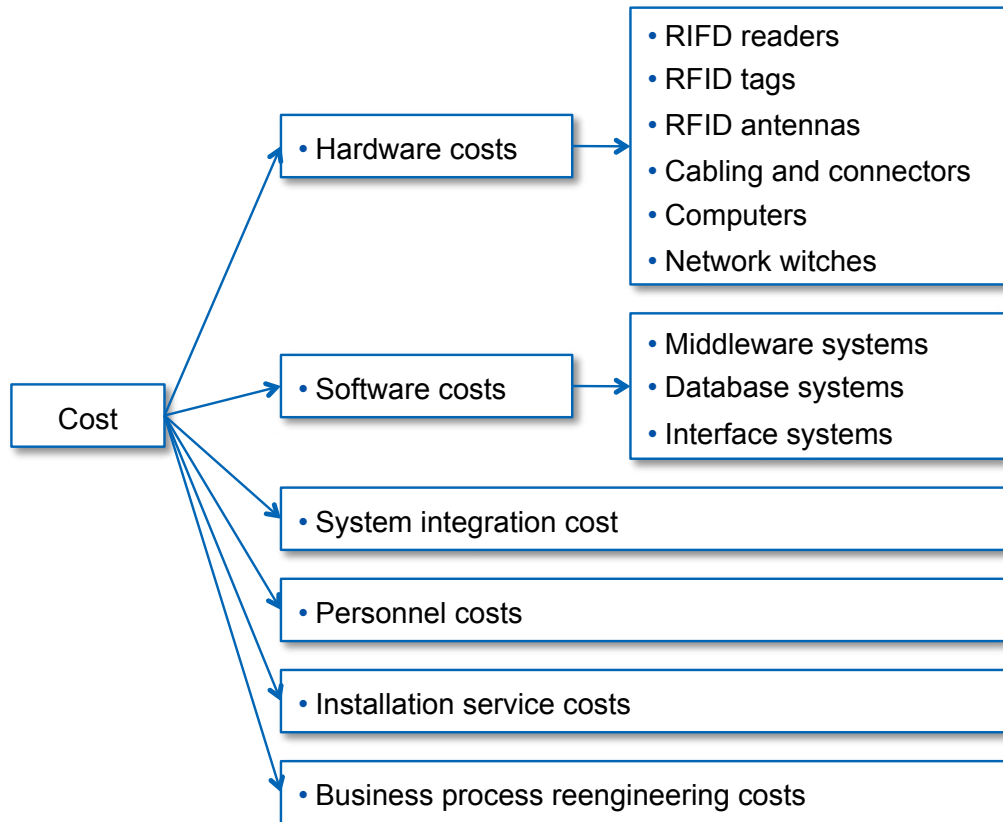 Cost
• Hardware costs
• RIFD readers
• RFID tags
• RFID antennas
• Cabling and connectors
• Computers
• Network witches
• Software costs
• Middleware systems
• Database systems
• Interface systems
• System integration cost
• Personnel costs
• Installation service costs
• Business process reengineering costs